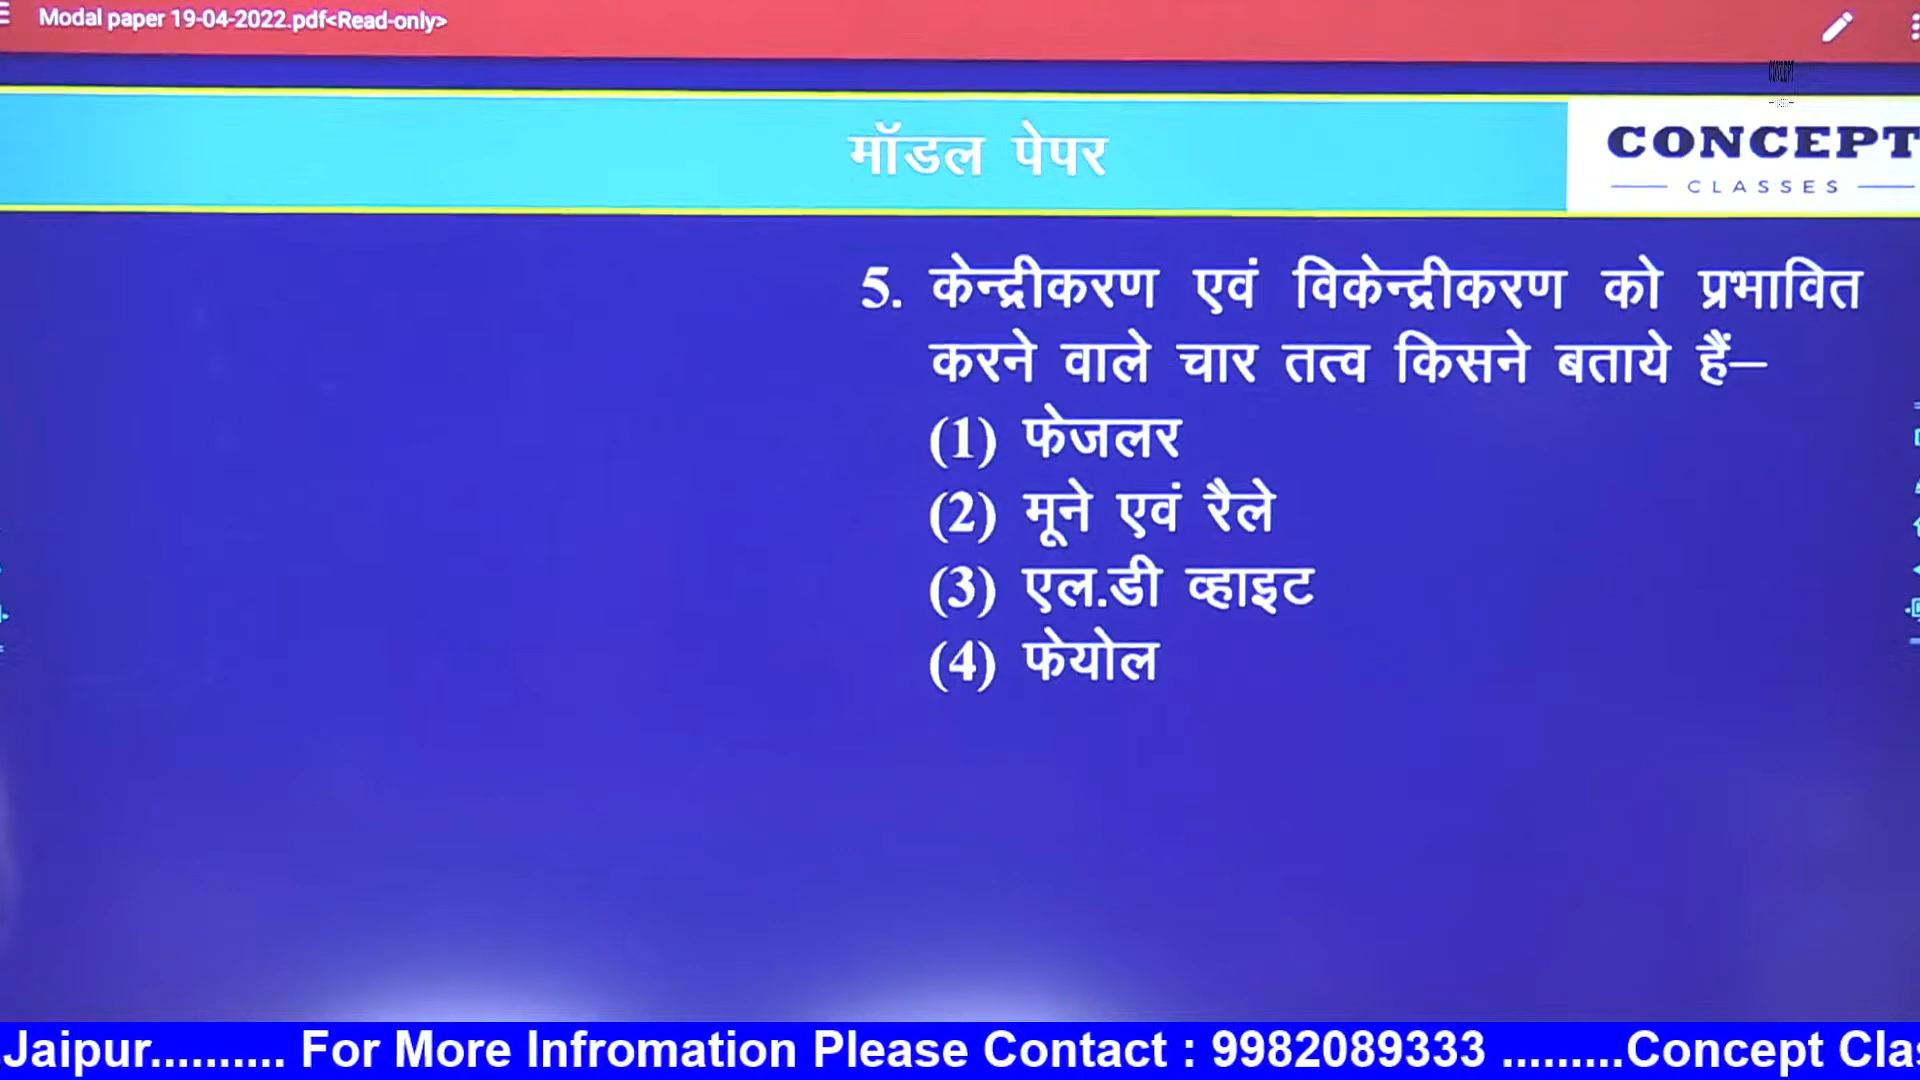 Modal paper 19-04-2022.pdf<Read-only>
मॉडल पेपर
CONCEPT
CLASSES
5. केन्द्रीकरण एवं विकेन्द्रीकरण को प्रभावित
करने वाले चार तत्व किसने बताये हैं–
(1) फेजलर
(2) मूने एवं रैले
(3) एल.डी व्हाइट
(4) फेयोल
Jaipur.......... For More Infromation Please Contact : 9982089333 .........Concept Clas